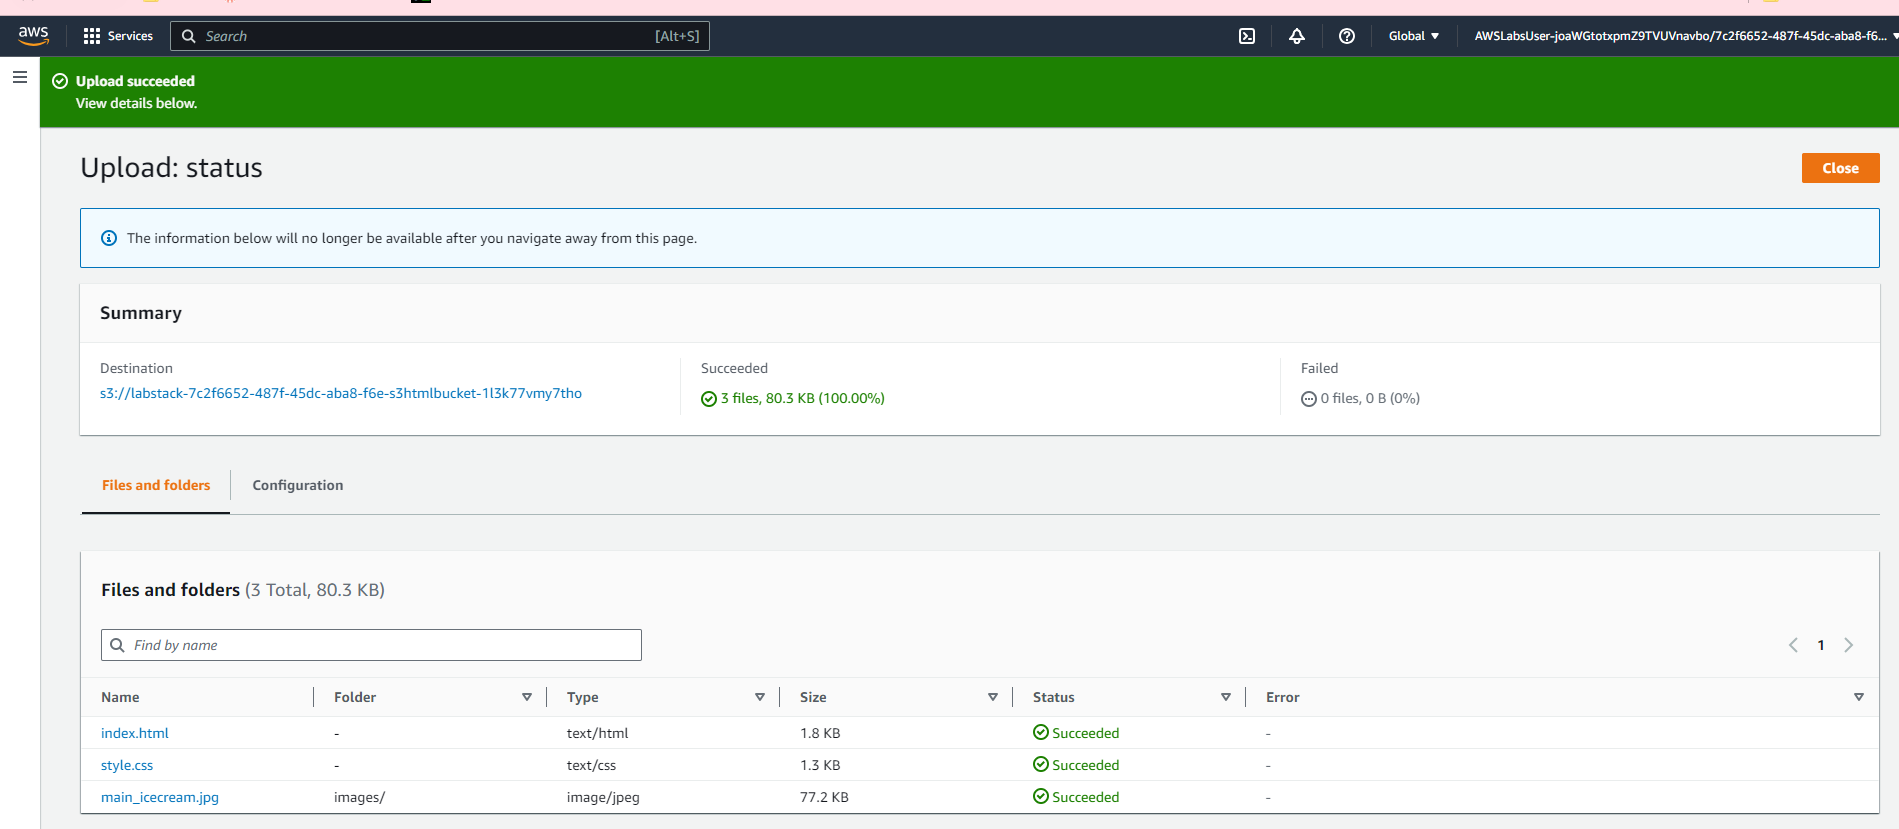 aws Services Search [Alt+S] Global AWSLabsUser-joaWGtotxpmZ9TVUVnavbo/7c2f6652-487f-45dc-aba8-f6...
Upload succeeded
View details below.
Upload: status
Close
The information below will no longer be available after you navigate away from this page.
Summary
Destination
s3://labstack-7c2f6652-487f-45dc-aba8-f6e-s3htmlbucket-1l3k77vmy7tho
Succeeded
3 files, 80.3 KB (100.00%)
Failed
0 files, 0 B (0%)
Files and folders Configuration
Files and folders (3 Total, 80.3 KB)
Find by name
1
Name Folder Type Size Status Error
index.html - text/html 1.8 KB Succeeded -
style.css - text/css 1.3 KB Succeeded -
main_icecream.jpg images/ image/jpeg 77.2 KB Succeeded -